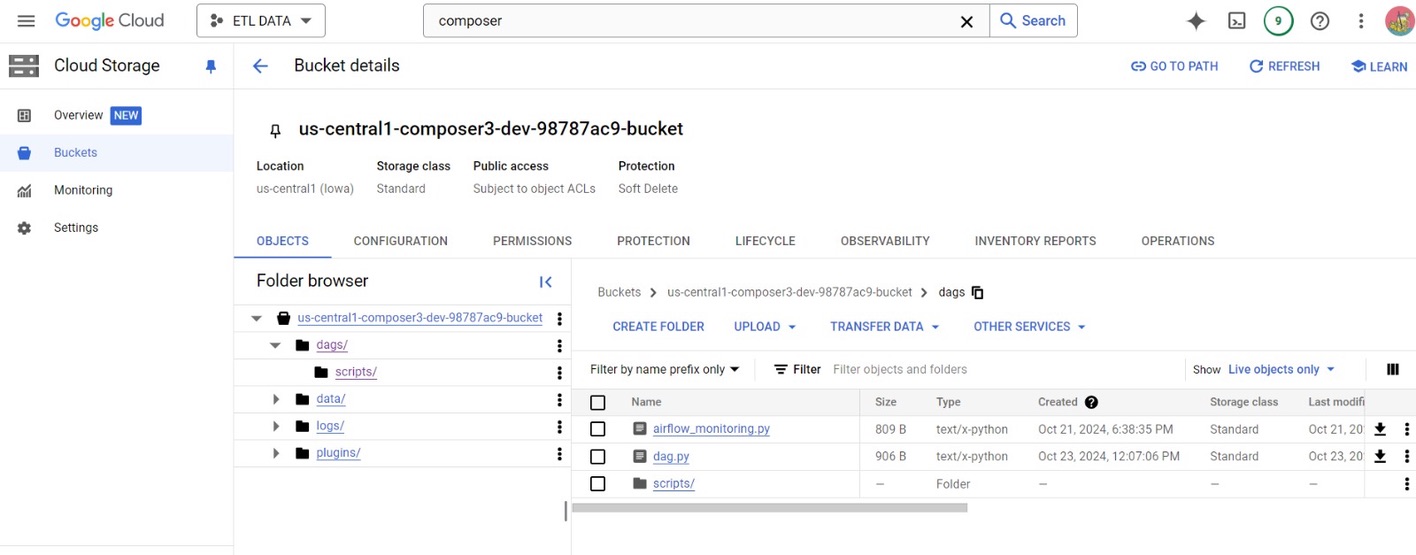 Google Cloud
ETL DATA
composer
Search
9
Cloud Storage
Bucket details
GO TO PATH
REFRESH
LEARN
Overview NEW
Buckets
Monitoring
Settings
us-central1-composer3-dev-98787ac9-bucket
Location Storage class Public access Protection
us-central1 (Iowa) Standard Subject to object ACLs Soft Delete
OBJECTS CONFIGURATION PERMISSIONS PROTECTION LIFECYCLE OBSERVABILITY INVENTORY REPORTS OPERATIONS
Folder browser
us-central1-composer3-dev-98787ac9-bucket
dags/
scripts/
data/
logs/
plugins/
Buckets us-central1-composer3-dev-98787ac9-bucket dags
CREATE FOLDER UPLOAD TRANSFER DATA OTHER SERVICES
Filter by name prefix only Filter Filter objects and folders Show Live objects only
Name Size Type Created Storage class Last modifi
airflow_monitoring.py 809 B text/x-python Oct 21, 2024, 6:38:35 PM Standard Oct 21, 20
dag.py 906 B text/x-python Oct 23, 2024, 12:07:06 PM Standard Oct 23, 20
scripts/ — Folder — — —